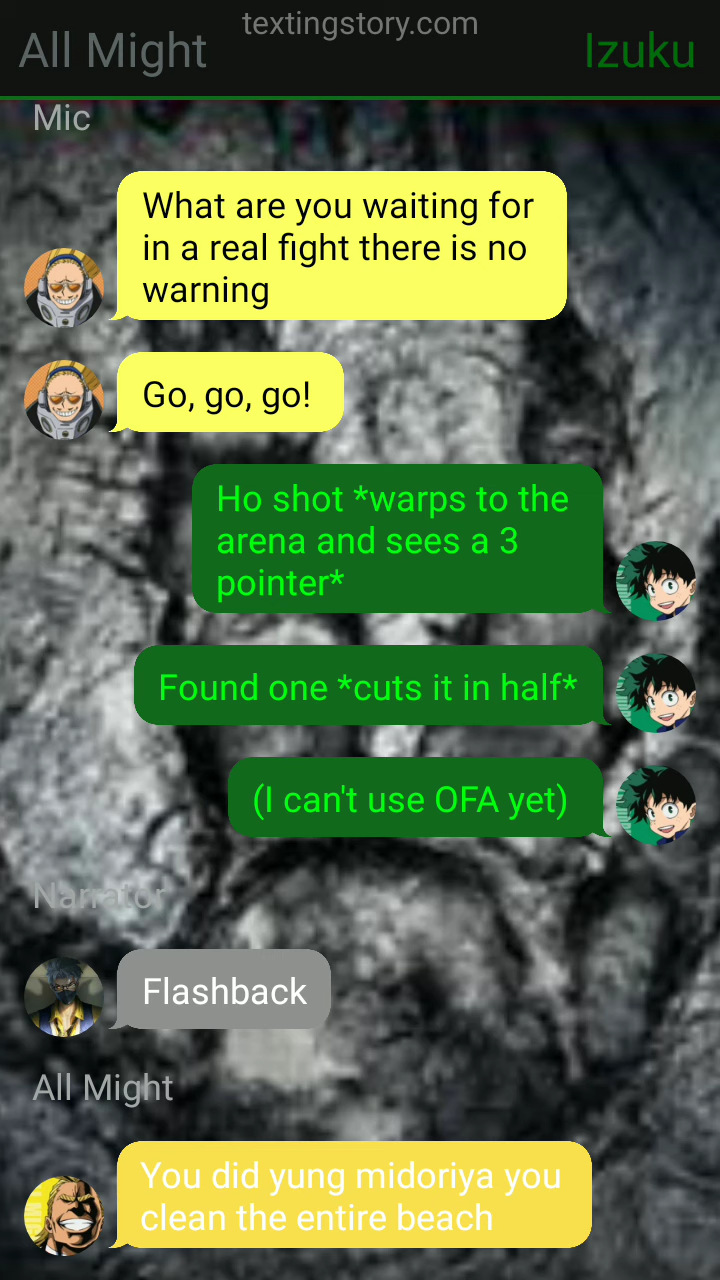 textingstory.com
All Might
Izuku
Mic
What are you waiting for
in a real fight there is no
warning
Go, go, go!
Ho shot *warps to the
arena and sees a 3
pointer*
Found one *cuts it in half*
(I can't use OFA yet)
Narrator
Flashback
All Might
You did yung midoriya you
clean the entire beach